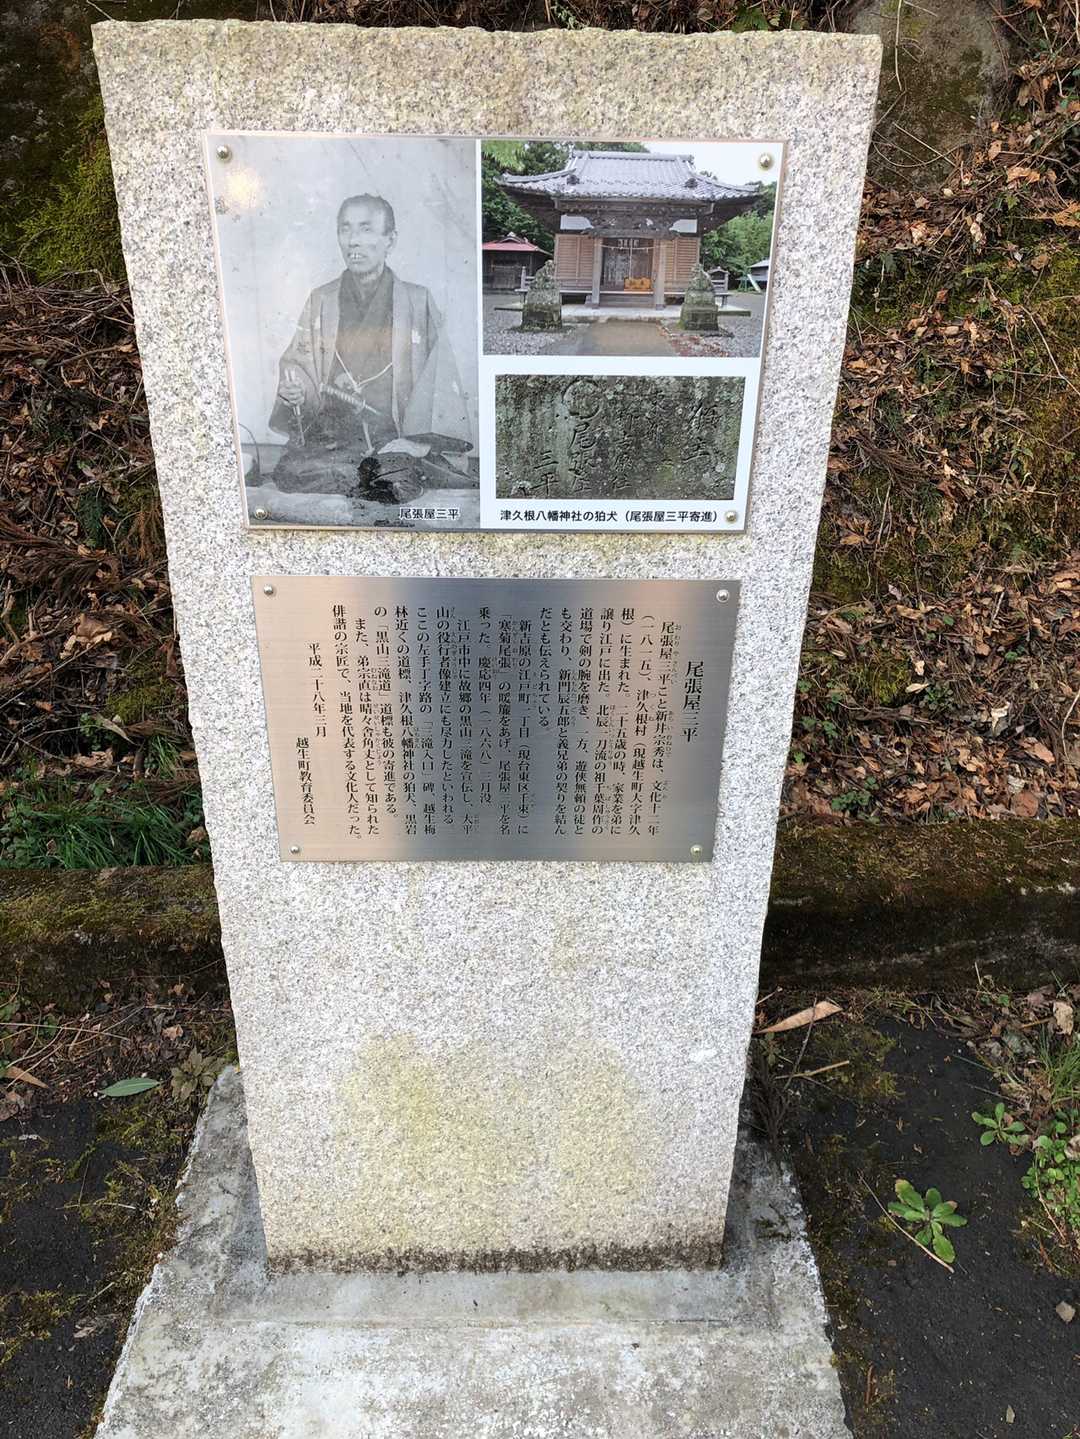 尾張屋三平
津久根八幡神社の狛犬（尾張屋三平寄進）
尾張屋
三平
尾張屋三平
尾張屋三平こと新井宗秀は、文化十二年
（一八一五）、津久根村（現越生町大字津久
根）に生まれた。二十五歳の時、家業を弟に
譲り江戸に出た。北辰一刀流の祖千葉周作の
道場で剣の腕を磨き、一方、遊侠無頼の徒と
も交わり、新門辰五郎と義兄弟の契りを結ん
だとも伝えられている。
新吉原の江戸町一丁目（現台東区千束）に
「寒菊尾張」の暖簾をあげ、尾張屋三平を名
乗った。慶応四年（一八六八）三月没。
江戸市中に故郷の黒山三滝を宣伝し、大平
山の役行者像建立にも尽力したといわれる。
ここの左手丁字路の「三滝入口」碑、越生梅
林近くの道標、津久根八幡神社の狛犬、黒岩
の「黒山三滝道」道標も彼の寄進である。
また、弟宗直は晴々舎角丈として知られた
俳諧の宗匠で、当地を代表する文化人だった。
平成二十八年三月
越生町教育委員会